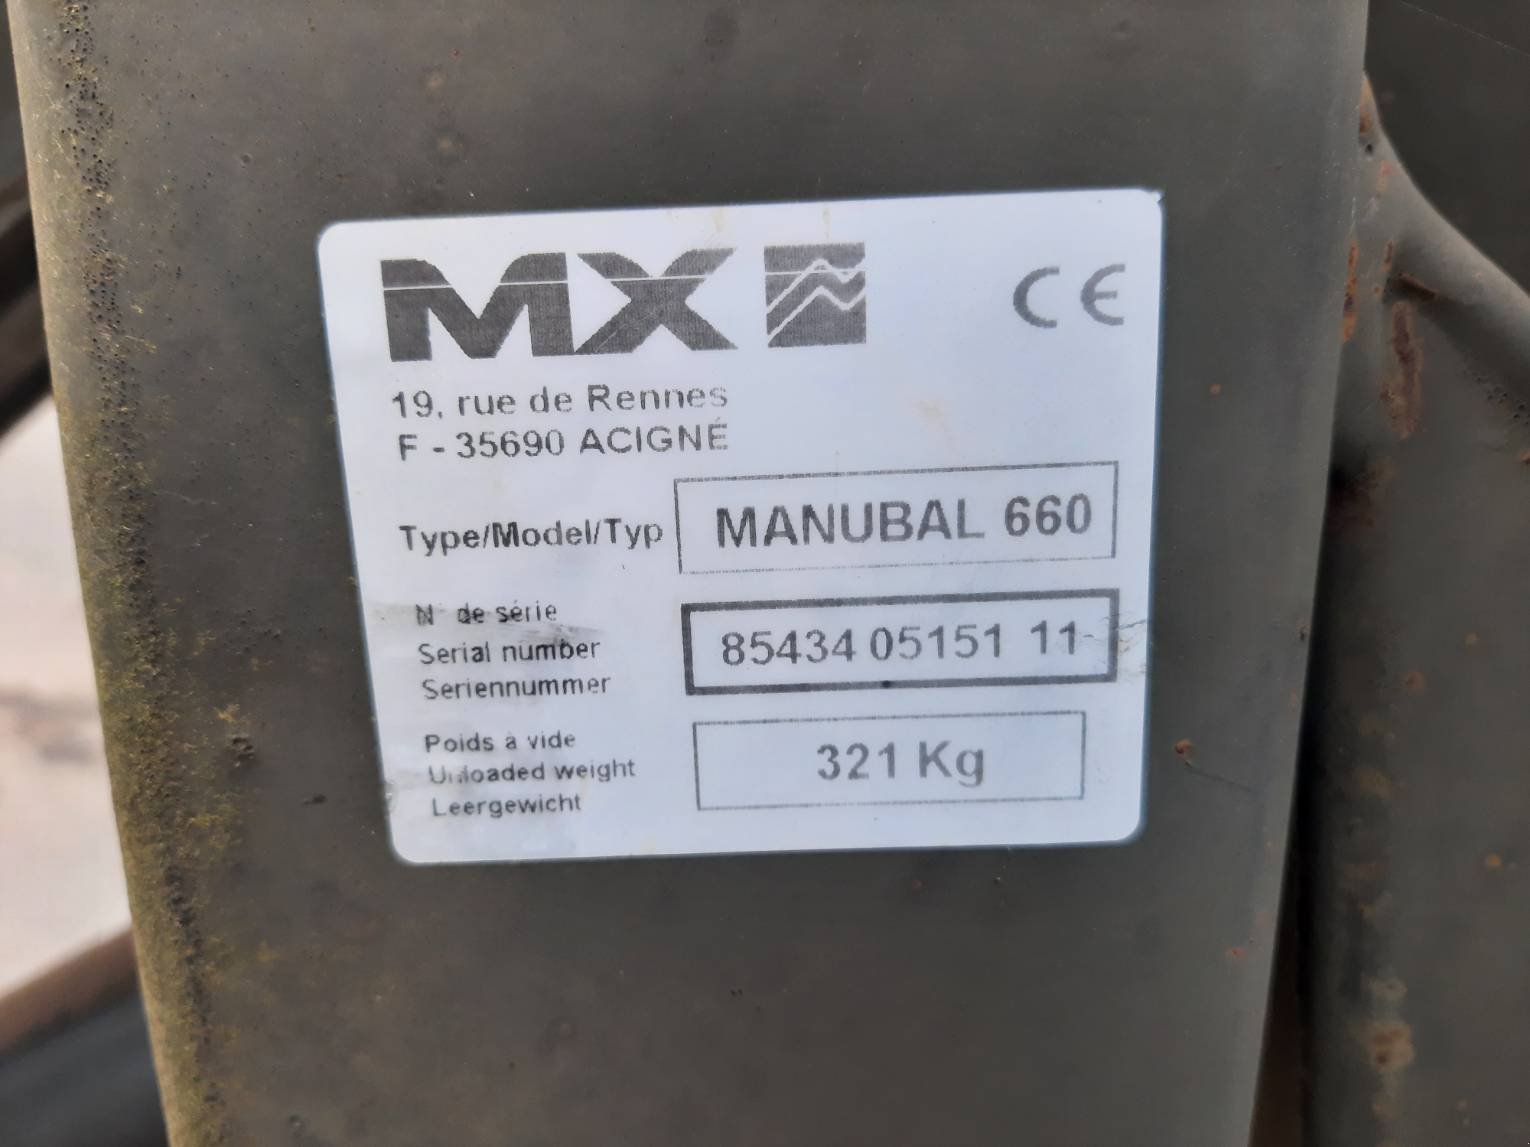 MX
CE
19, rue de Rennes
F - 35690 ACIGNÉ
Type/Model/Typ MANUBAL 660
N° de série
Serial number 85434 05151 11
Seriennummer
Poids à vide
Unloaded weight 321 Kg
Leergewicht